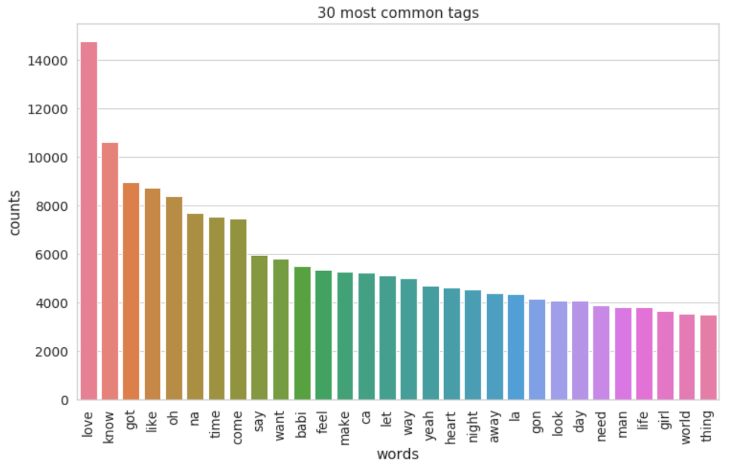 30 most common tags
counts
14000
12000
10000
8000
6000
4000
2000
0
love
know
got
like
oh
na
time
come
say
want
babi
feel
make
ca
let
way
yeah
heart
night
away
la
gon
look
day
need
man
life
girl
world
thing
words